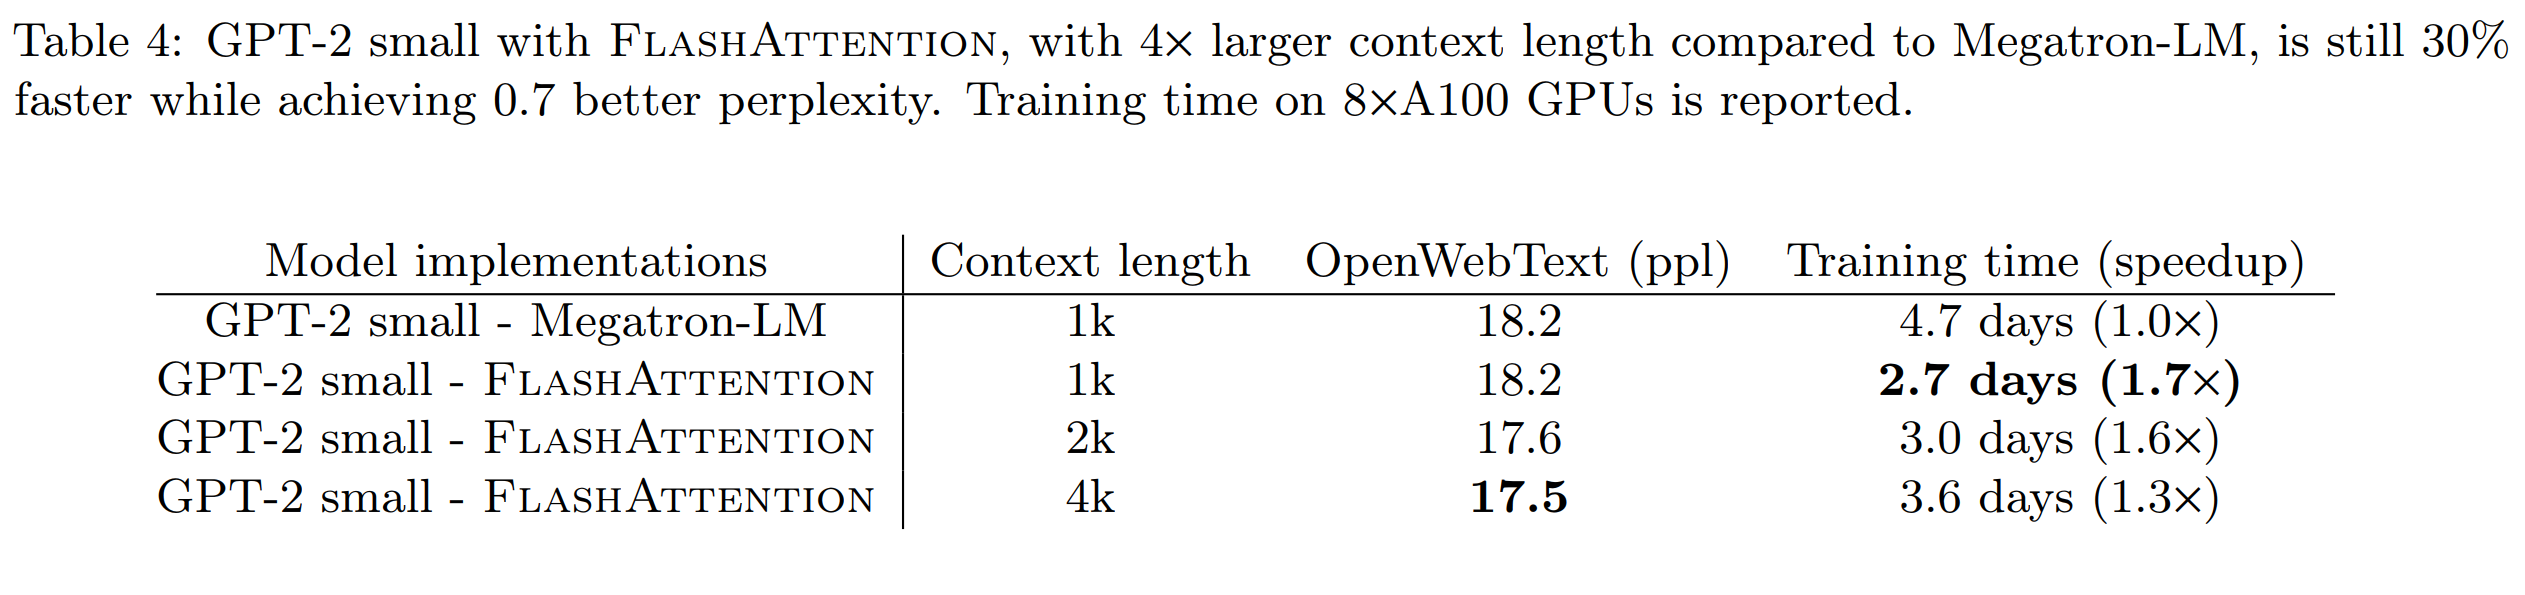 Table 4: GPT-2 small with FlashAttention, with 4× larger context length compared to Megatron-LM, is still 30%
faster while achieving 0.7 better perplexity. Training time on 8×A100 GPUs is reported.
Model implementations Context length OpenWebText (ppl) Training time (speedup)
GPT-2 small - Megatron-LM 1k 18.2 4.7 days (1.0×)
GPT-2 small - FlashAttention 1k 18.2 2.7 days (1.7×)
GPT-2 small - FlashAttention 2k 17.6 3.0 days (1.6×)
GPT-2 small - FlashAttention 4k 17.5 3.6 days (1.3×)